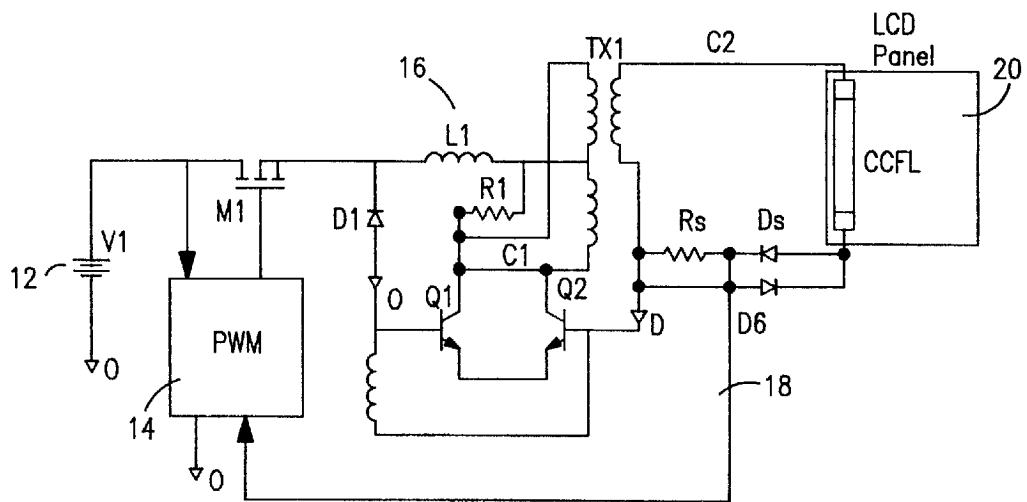 LCD
Panel
20
TX1
C2
16
L1
CCFL
R1
M1
D1
Rs
Ds
V1
12
C1
O
Q1
Q2
D
D6
PWM
O
14
18
O